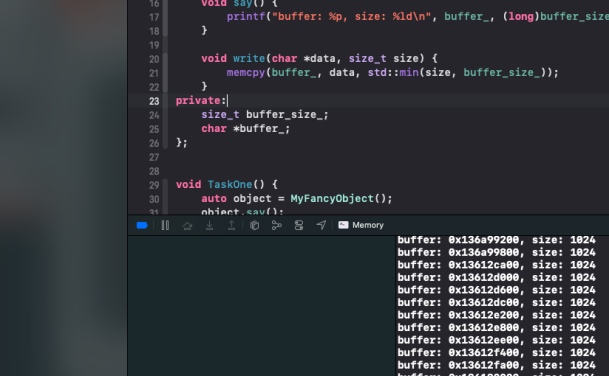 16 void say() {
17 printf("buffer: %p, size: %ld\n", buffer_, (long)buffer_size
18 }
19
20 void write(char *data, size_t size) {
21 memcpy(buffer_, data, std::min(size, buffer_size_));
22 }
23 private:
24 size_t buffer_size_;
25 char *buffer_;
26 };
27
28
29 void TaskOne() {
30 auto object = MyFancyObject();
31 object.say();
Memory
buffer: 0x136a99200, size: 1024
buffer: 0x136a99800, size: 1024
buffer: 0x13612ca00, size: 1024
buffer: 0x13612d000, size: 1024
buffer: 0x13612d600, size: 1024
buffer: 0x13612dc00, size: 1024
buffer: 0x13612e200, size: 1024
buffer: 0x13612e800, size: 1024
buffer: 0x13612ee00, size: 1024
buffer: 0x13612f400, size: 1024
buffer: 0x13612fa00, size: 1024